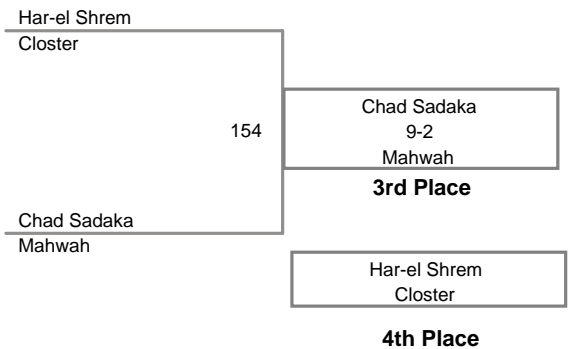 Har-el Shrem
Closter
154
Chad Sadaka
9-2
Mahwah
3rd Place
Chad Sadaka
Mahwah
Har-el Shrem
Closter
4th Place